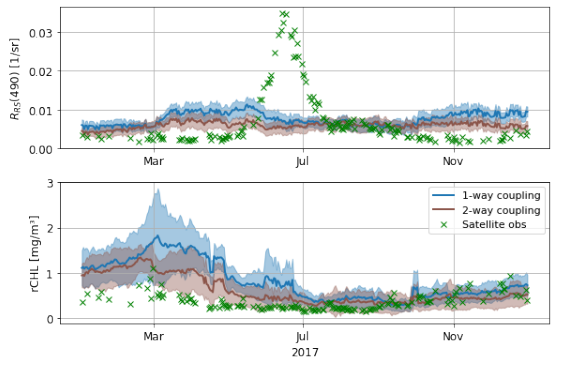 0.03
0.02
0.01
0.00
R_RS(490) [1/sr]
Mar
Jul
Nov
3
2
1
0
rCHL [mg/m³]
1-way coupling
2-way coupling
Satellite obs
Mar
Jul
Nov
2017